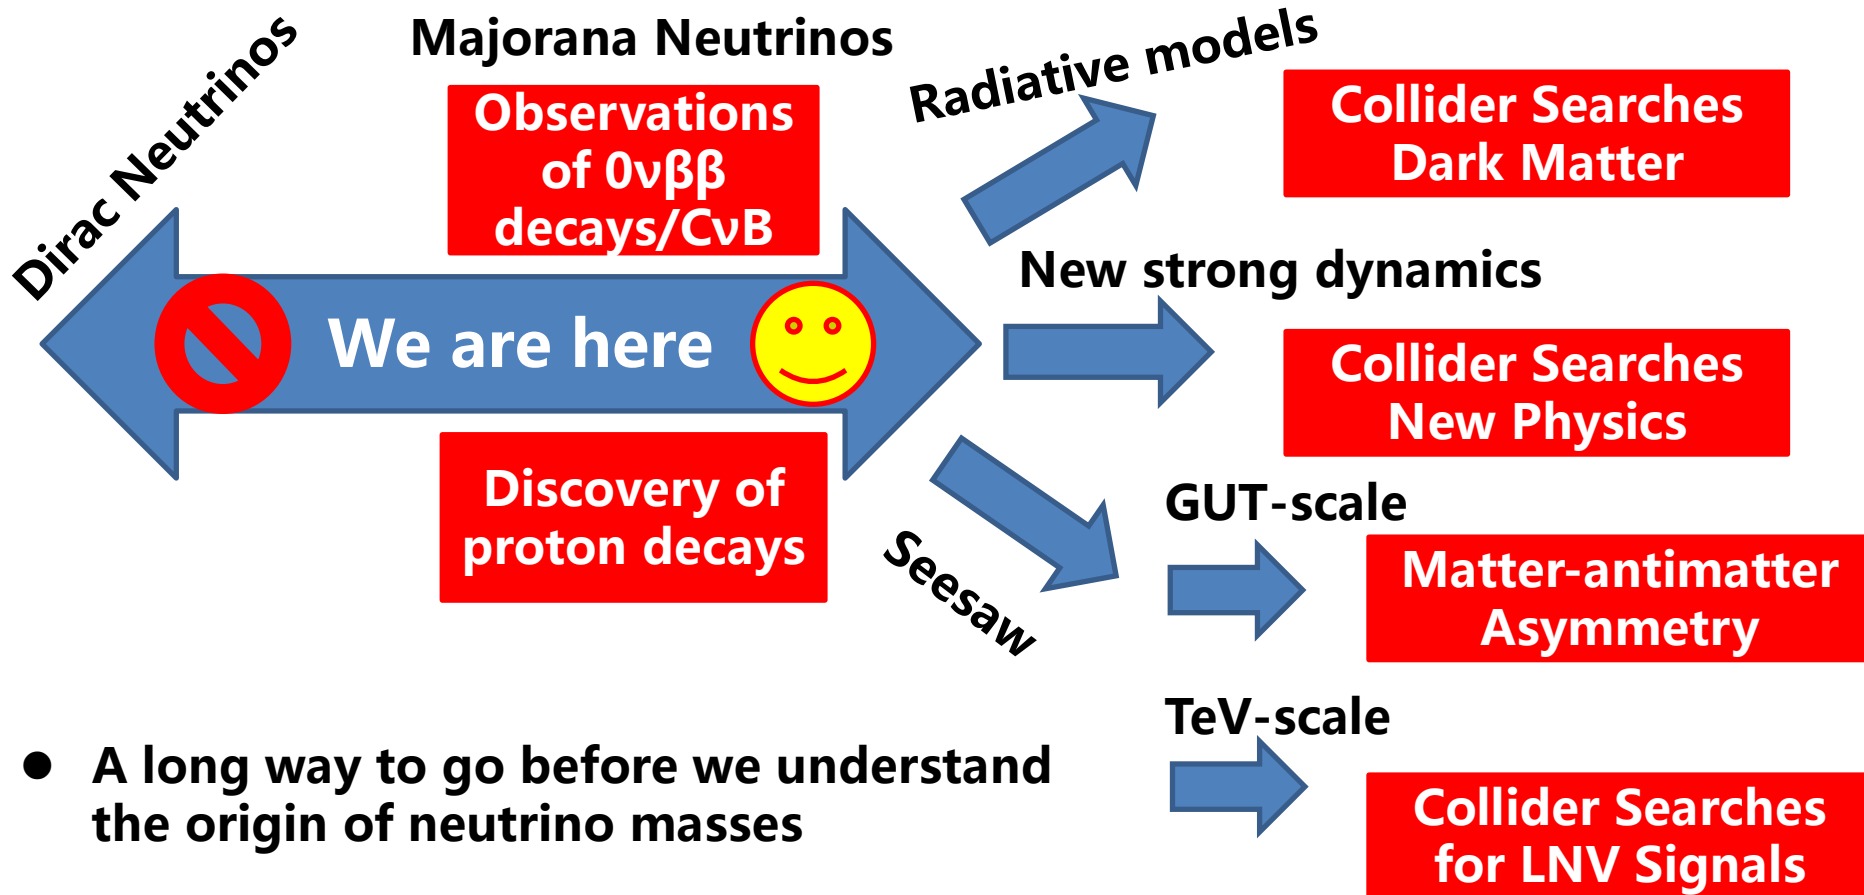 Dirac Neutrinos
Majorana Neutrinos
Observations
of 0νββ
decays/CνB
We are here
Discovery of
proton decays
Radiative models
Collider Searches
Dark Matter
New strong dynamics
Collider Searches
New Physics
Seesaw
GUT-scale
Matter-antimatter
Asymmetry
TeV-scale
Collider Searches
for LNV Signals
● A long way to go before we understand
the origin of neutrino masses